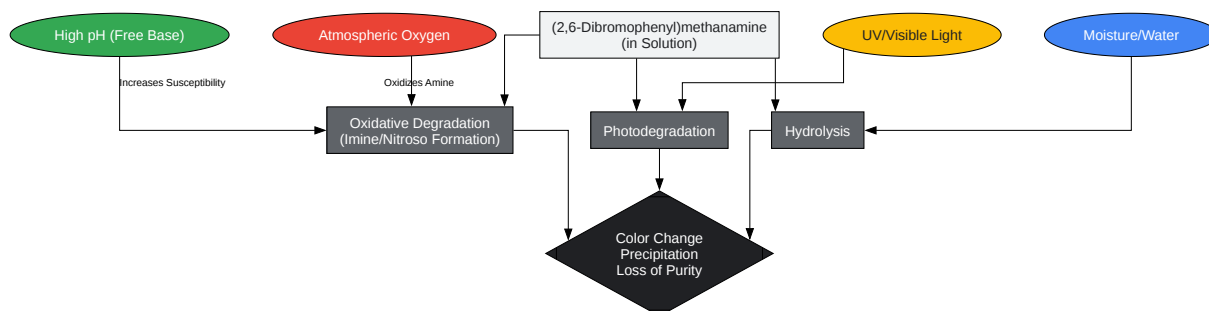 High pH (Free Base)
Atmospheric Oxygen
(2,6-Dibromophenyl)methanamine
(in Solution)
UV/Visible Light
Moisture/Water
Increases Susceptibility
Oxidizes Amine
Oxidative Degradation
(Imine/Nitroso Formation)
Photodegradation
Hydrolysis
Color Change
Precipitation
Loss of Purity